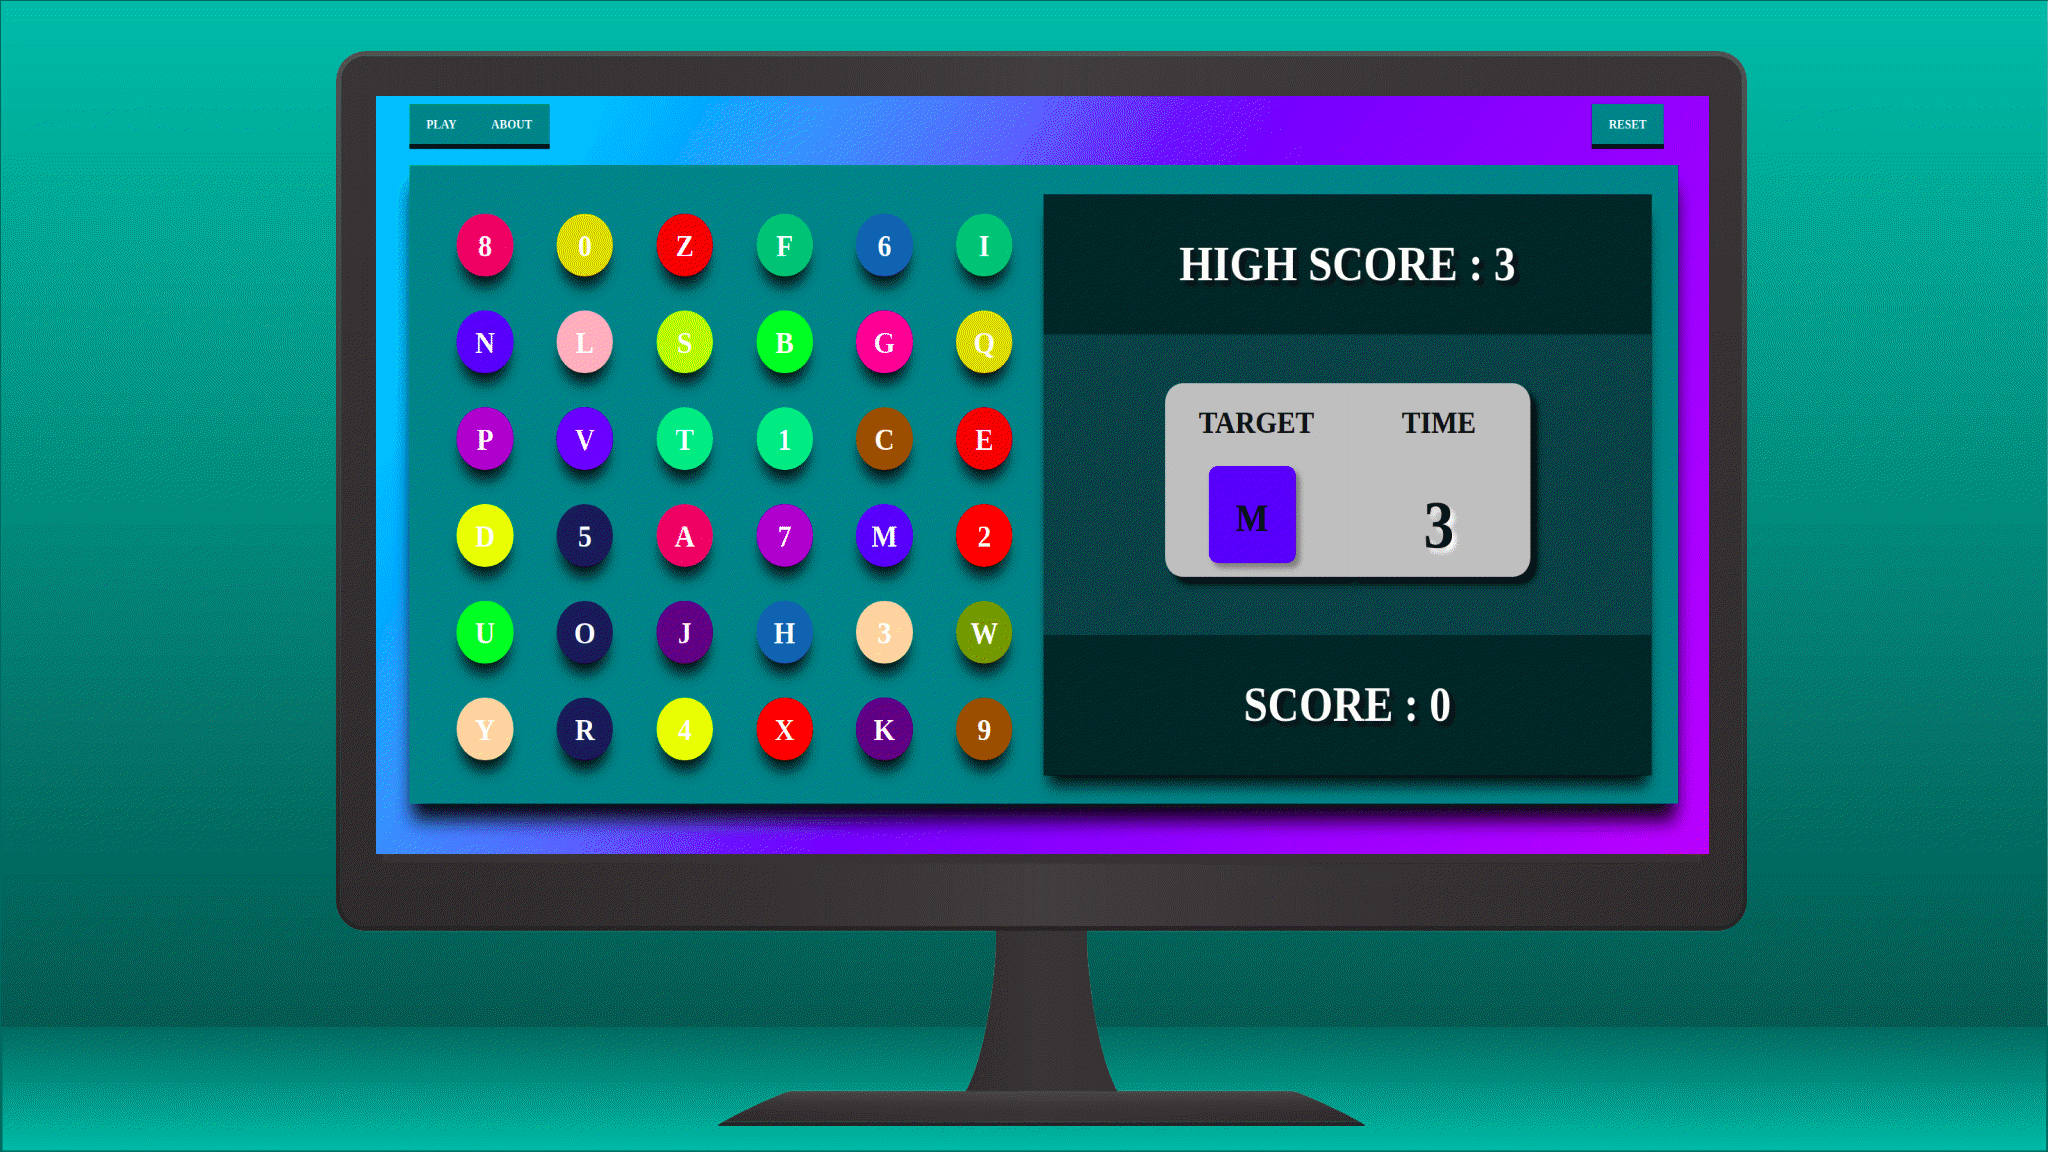 PLAY ABOUT RESET
8 0 Z F 6 I
N L S B G Q
P V T 1 C E
D 5 A 7 M 2
U O J H 3 W
Y R 4 X K 9
HIGH SCORE : 3
TARGET TIME
M 3
SCORE : 0